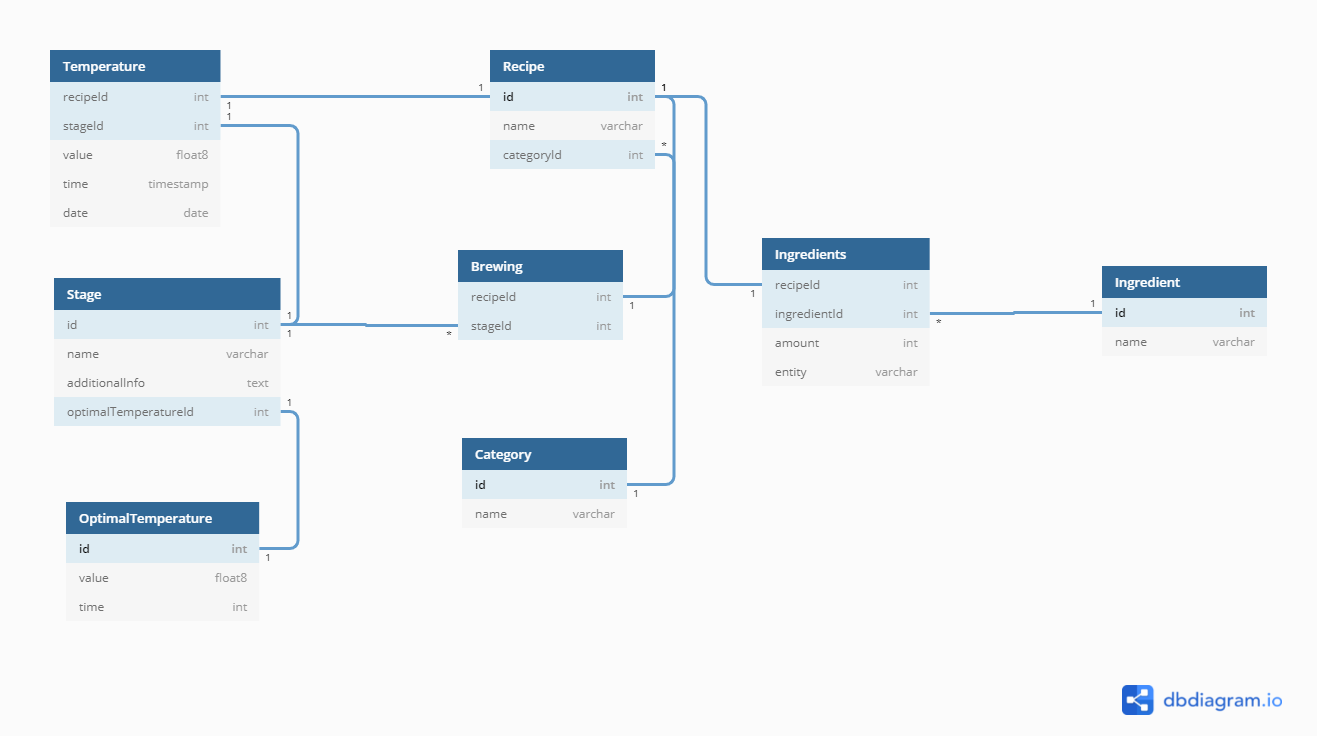 Temperature
recipeId int
stageId int
value float8
time timestamp
date date
1
1
1
Recipe
id int
name varchar
categoryId int
1
*
Stage
id int
name varchar
additionalInfo text
optimalTemperatureId int
1
1
1
Brewing
recipeId int
stageId int
1
*
Ingredients
recipeId int
ingredientId int
amount int
entity varchar
1
*
Ingredient
id int
name varchar
1
OptimalTemperature
id int
value float8
time int
1
Category
id int
name varchar
1
dbdiagram.io